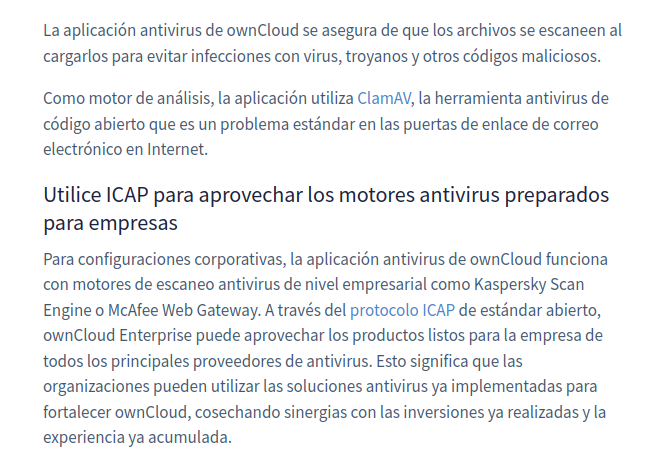 La aplicación antivirus de ownCloud se asegura de que los archivos se escaneen al
cargarlos para evitar infecciones con virus, troyanos y otros códigos maliciosos.
Como motor de análisis, la aplicación utiliza ClamAV, la herramienta antivirus de
código abierto que es un problema estándar en las puertas de enlace de correo
electrónico en Internet.
Utilice ICAP para aprovechar los motores antivirus preparados
para empresas
Para configuraciones corporativas, la aplicación antivirus de ownCloud funciona
con motores de escaneo antivirus de nivel empresarial como Kaspersky Scan
Engine o McAfee Web Gateway. A través del protocolo ICAP de estándar abierto,
ownCloud Enterprise puede aprovechar los productos listos para la empresa de
todos los principales proveedores de antivirus. Esto significa que las
organizaciones pueden utilizar las soluciones antivirus ya implementadas para
fortalecer ownCloud, cosechando sinergias con las inversiones ya realizadas y la
experiencia ya acumulada.